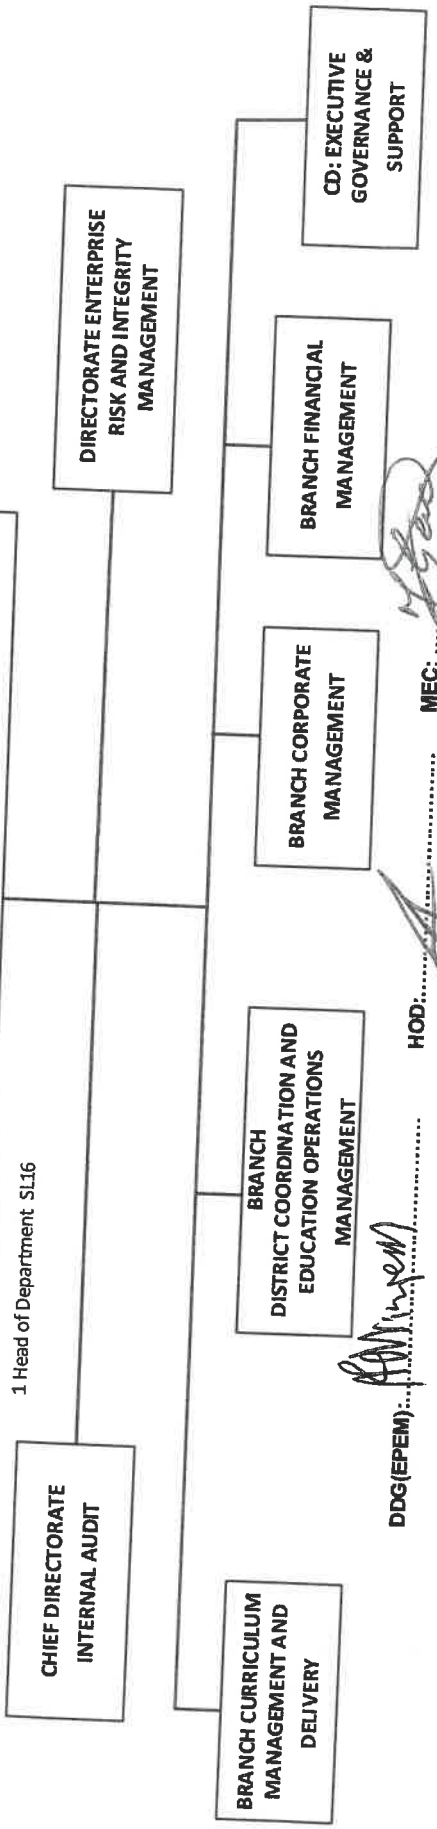 1 Head of Department SL16
CHIEF DIRECTORATE
INTERNAL AUDIT
DIRECTORATE ENTERPRISE
RISK AND INTEGRITY
MANAGEMENT
BRANCH CURRICULUM
MANAGEMENT AND
DELIVERY
BRANCH
DISTRICT COORDINATION AND
EDUCATION OPERATIONS
MANAGEMENT
BRANCH CORPORATE
MANAGEMENT
BRANCH FINANCIAL
MANAGEMENT
CD: EXECUTIVE
GOVERNANCE &
SUPPORT
DDG(EPEM):
HOD:
MEC: